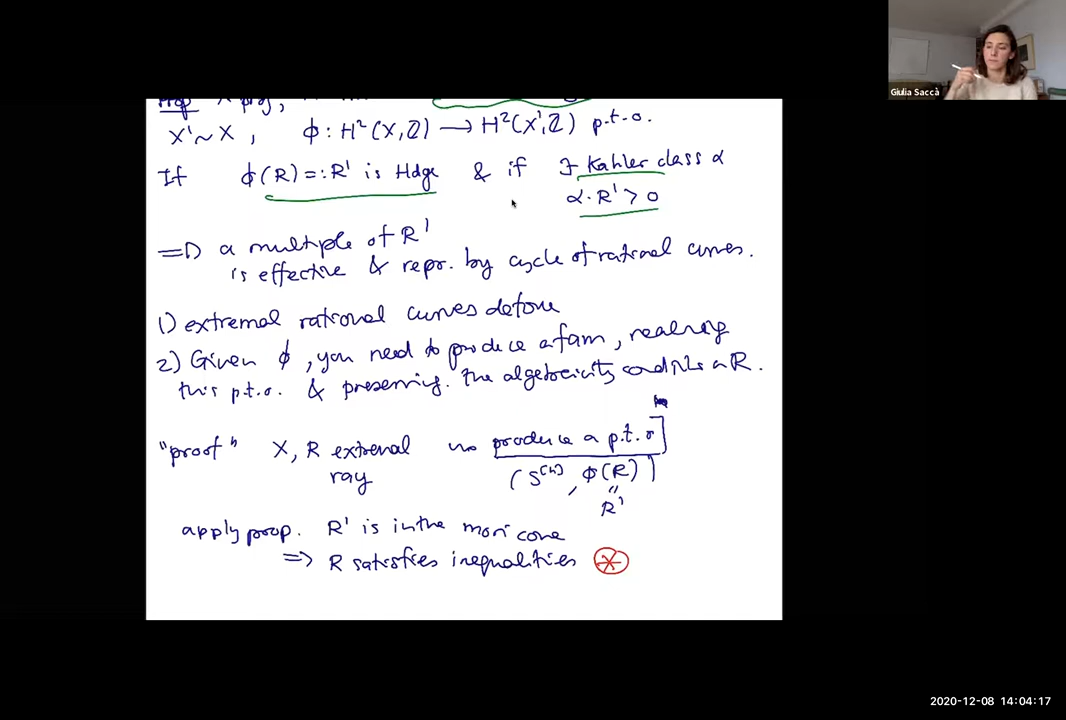 Giulia Saccà
Prop X proj,
X' ~ X , ϕ : H²(X,Z) → H²(X',Z) p.t.o.
If ϕ(R) =: R' is Hdge & if ∃ Kähler class α
α·R' > 0
⇒ a multiple of R'
is effective & repr. by cycle of rational curves.
1) extremal rational curves deform
2) Given ϕ, you need to produce a fam, realizing
this p.t.o. & preserving the algebraicity condition on R.
"proof" X, R extremal ray ⇝ produce a p.t.o
(S^[n], ϕ(R))
"
R'
apply prop. R' is in the mori cone
⇒ R satisfies inequalities ⊛
2020-12-08 14:04:17